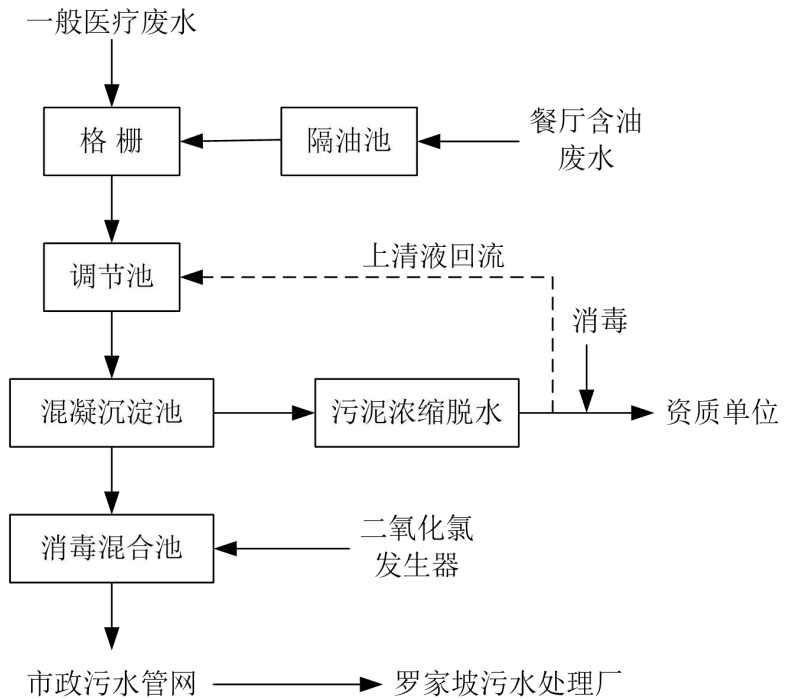 一般医疗废水
格 栅
隔油池
餐厅含油
废水
调节池
上清液回流
消毒
混凝沉淀池
污泥浓缩脱水
资质单位
消毒混合池
二氧化氯
发生器
市政污水管网
罗家坡污水处理厂